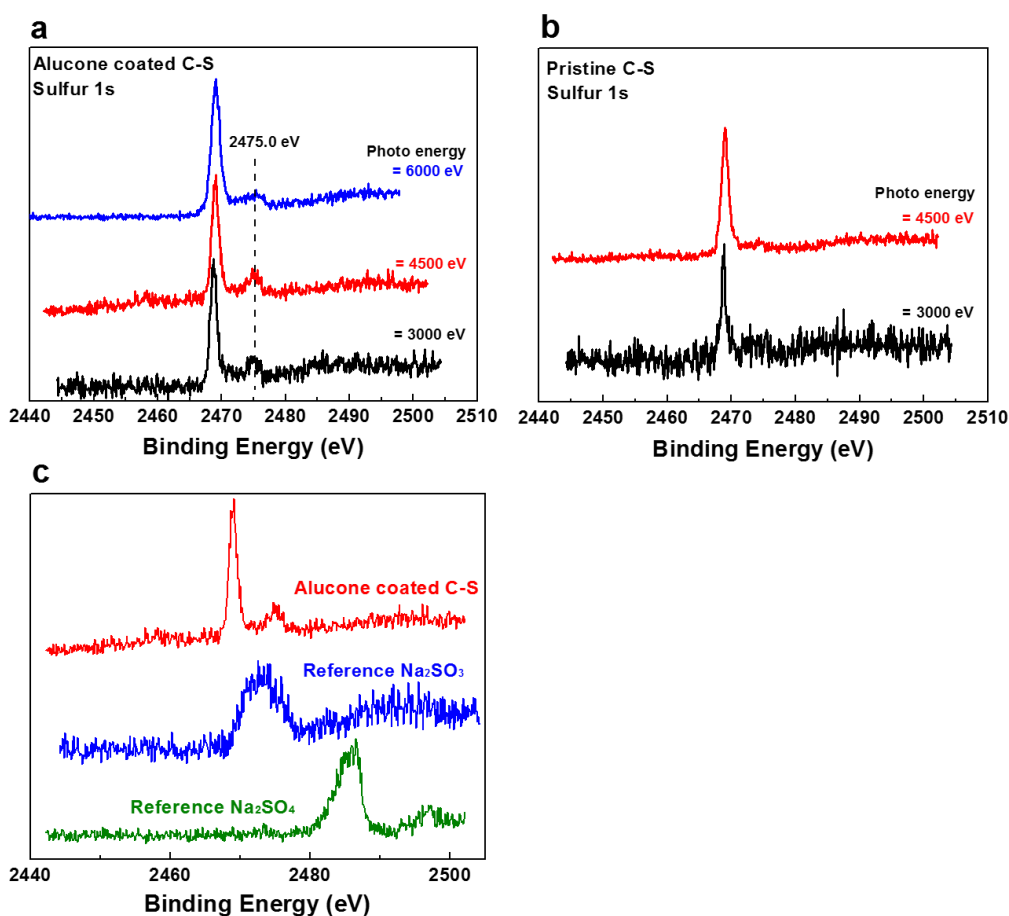 a
Alucone coated C-S
Sulfur 1s
2475.0 eV
Photo energy
= 6000 eV
= 4500 eV
= 3000 eV
2440 2450 2460 2470 2480 2490 2500 2510
Binding Energy (eV)
b
Pristine C-S
Sulfur 1s
Photo energy
= 4500 eV
= 3000 eV
2440 2450 2460 2470 2480 2490 2500 2510
Binding Energy (eV)
c
Alucone coated C-S
Reference Na₂SO₃
Reference Na₂SO₄
2440 2460 2480 2500
Binding Energy (eV)